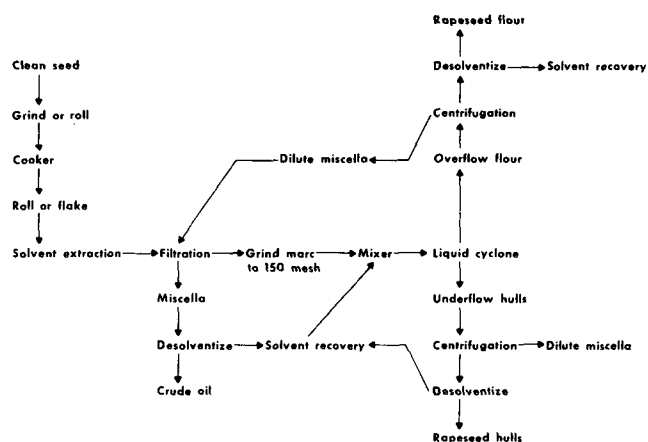 Rapeseed flour
Clean seed
Desolventize
Solvent recovery
Grind or roll
Centrifugation
Cooker
Dilute miscella
Overflow flour
Roll or flake
Solvent extraction
Filtration
Grind marc
to 150 mesh
Mixer
Liquid cyclone
Miscella
Underflow hulls
Desolventize
Solvent recovery
Centrifugation
Dilute miscella
Crude oil
Desolventize
Rapeseed hulls